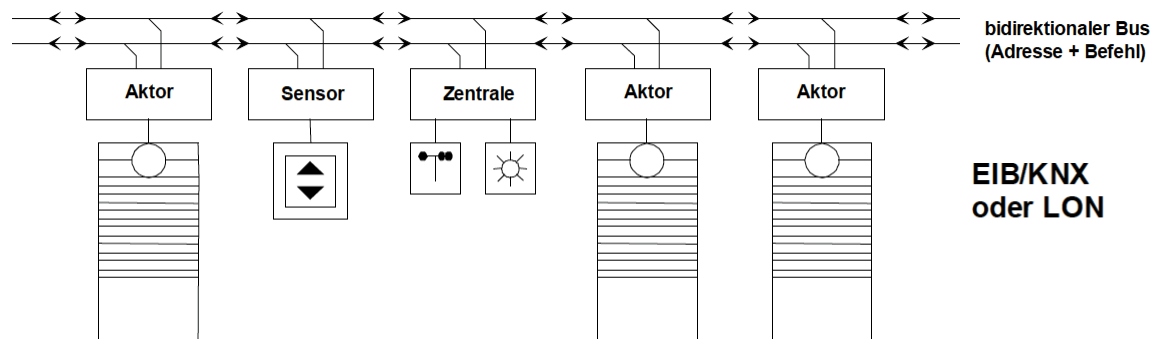 bidirektionaler Bus
(Adresse + Befehl)
Aktor
Sensor
Zentrale
Aktor
Aktor
EIB/KNX
oder LON